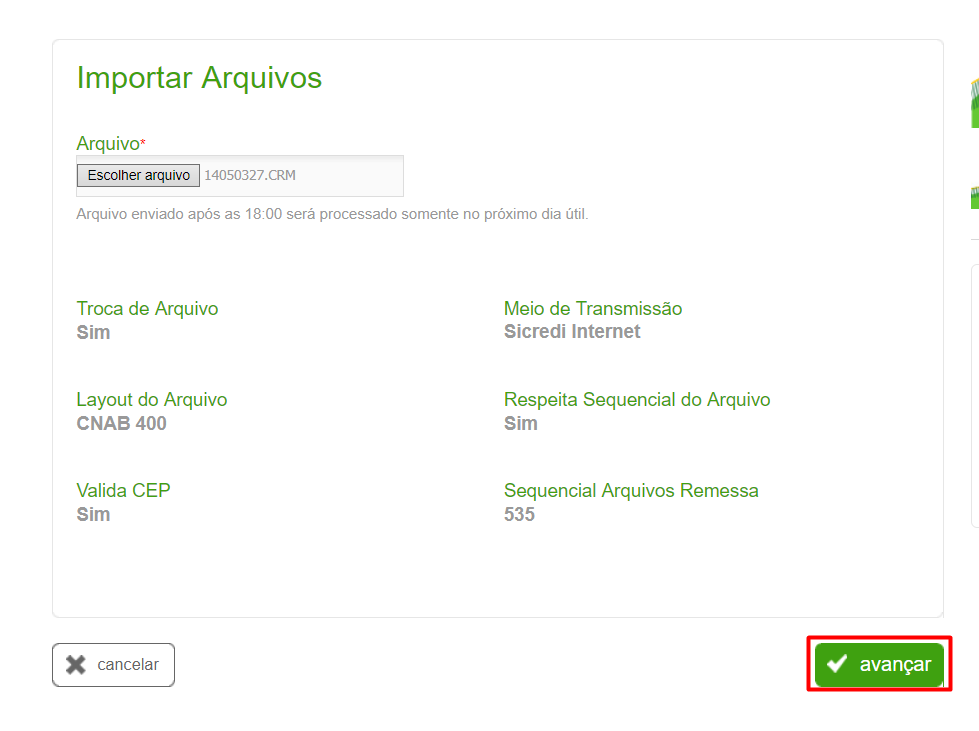 Importar Arquivos
Arquivo*
Escolher arquivo 14050327.CRM
Arquivo enviado após as 18:00 será processado somente no próximo dia útil.
Troca de Arquivo
Sim
Meio de Transmissão
Sicredi Internet
Layout do Arquivo
CNAB 400
Respeita Sequencial do Arquivo
Sim
Valida CEP
Sim
Sequencial Arquivos Remessa
535
cancelar
avançar